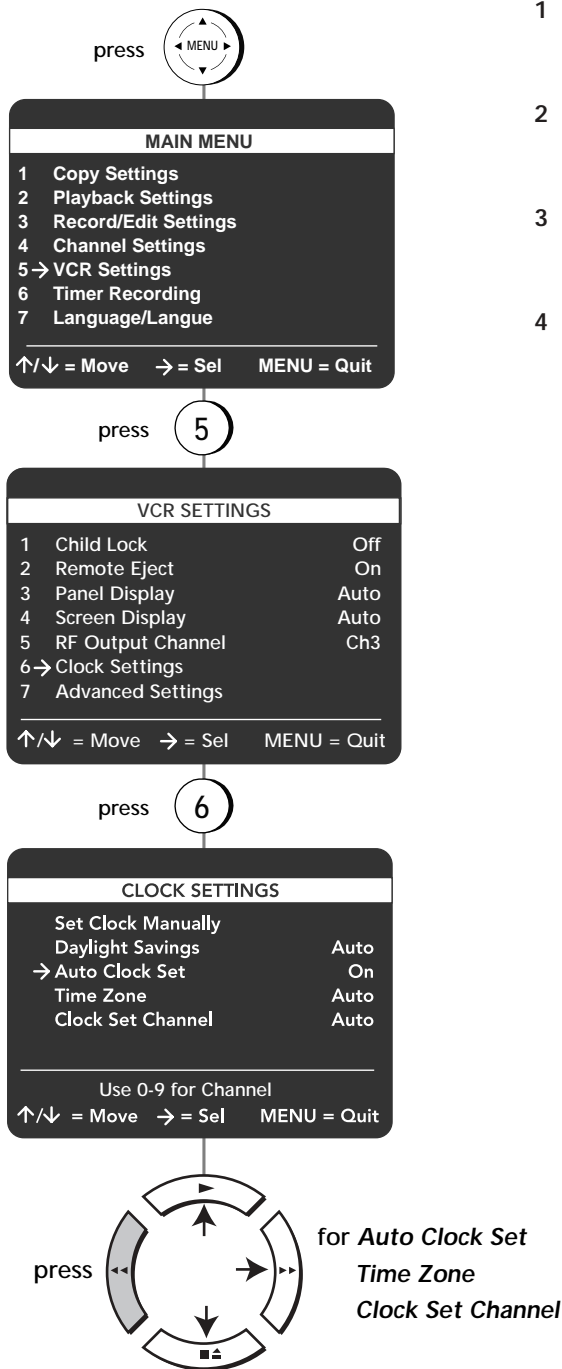 press MENU
MAIN MENU
1 Copy Settings
2 Playback Settings
3 Record/Edit Settings
4 Channel Settings
5→VCR Settings
6 Timer Recording
7 Language/Langue
↑/↓ = Move → = Sel MENU = Quit
press 5
VCR SETTINGS
1 Child Lock Off
2 Remote Eject On
3 Panel Display Auto
4 Screen Display Auto
5 RF Output Channel Ch3
6→Clock Settings
7 Advanced Settings
↑/↓ = Move → = Sel MENU = Quit
press 6
CLOCK SETTINGS
Set Clock Manually
Daylight Savings Auto
→Auto Clock Set On
Time Zone Auto
Clock Set Channel Auto
Use 0-9 for Channel
↑/↓ = Move → = Sel MENU = Quit
press
for Auto Clock Set
Time Zone
Clock Set Channel
1
2
3
4